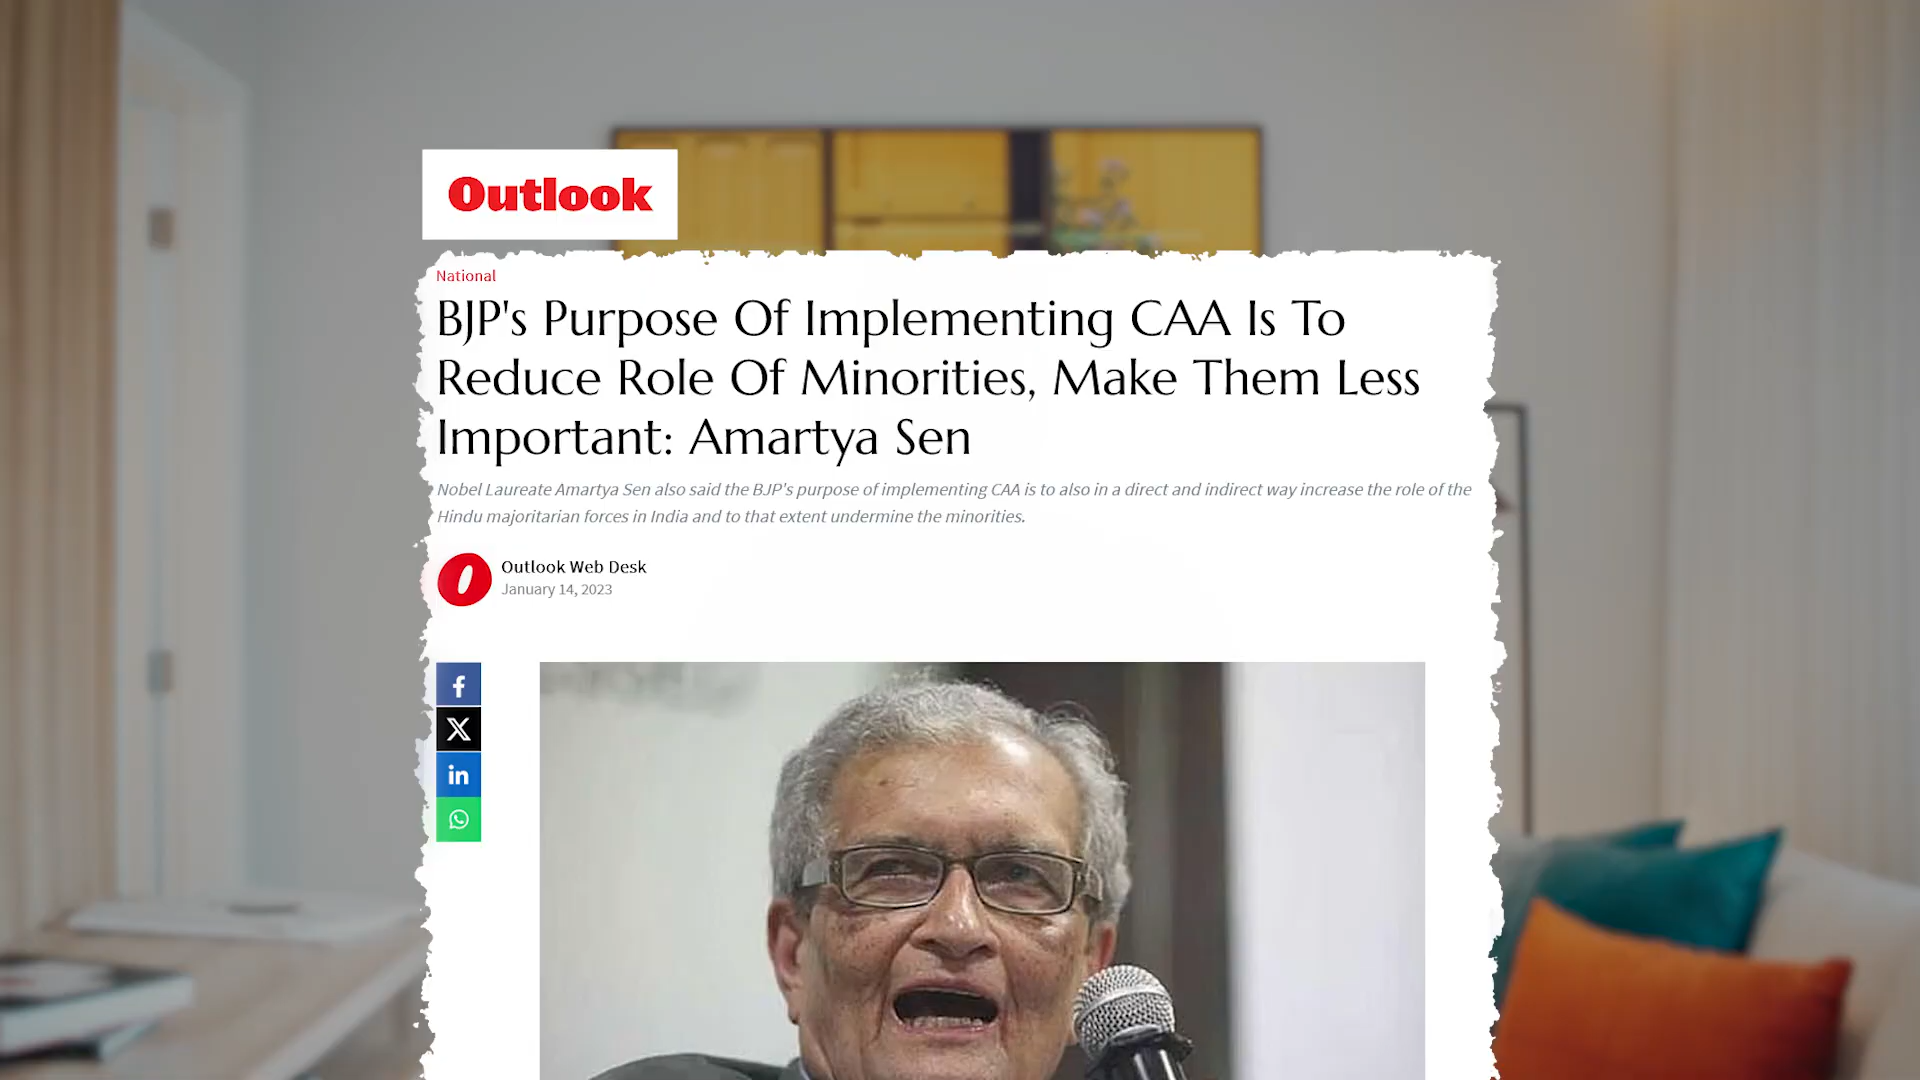 Outlook
National
BJP's Purpose Of Implementing CAA Is To
Reduce Role Of Minorities, Make Them Less
Important: Amartya Sen
Nobel Laureate Amartya Sen also said the BJP's purpose of implementing CAA is to also in a direct and indirect way increase the role of the
Hindu majoritarian forces in India and to that extent undermine the minorities.
Outlook Web Desk
January 14, 2023